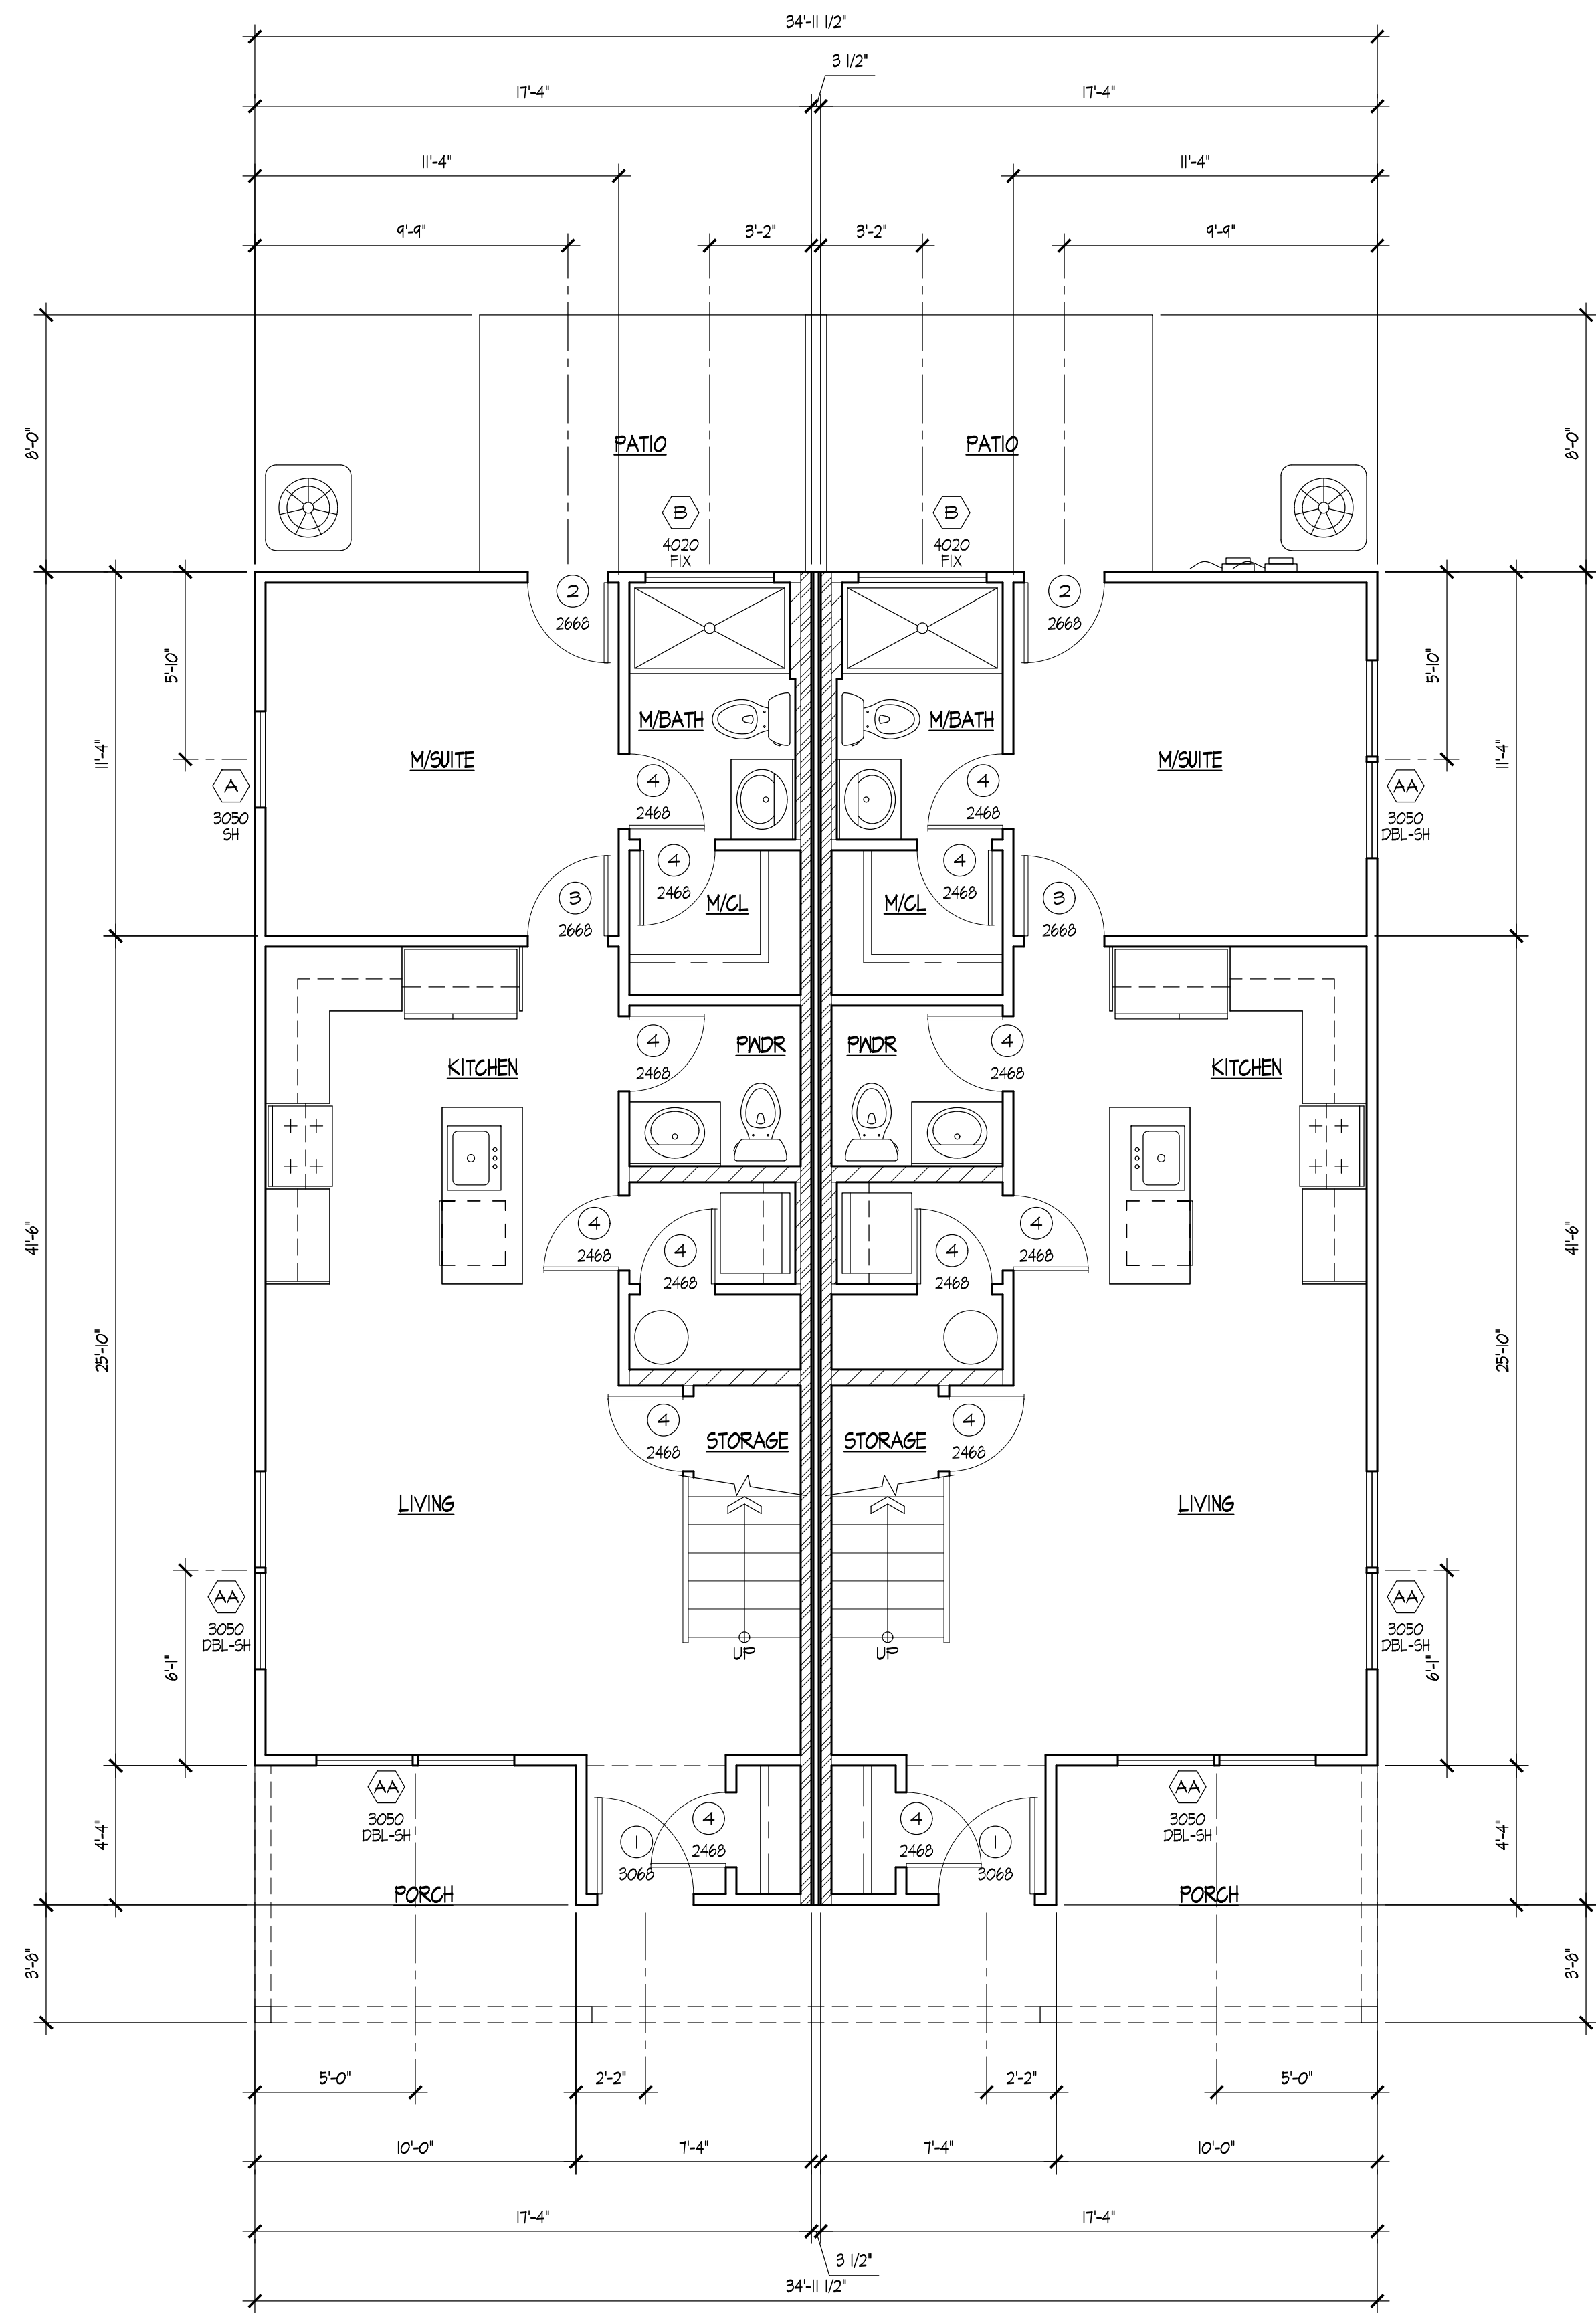 34'-11 1/2"
3 1/2"
17'-4"
17'-4"
11'-4"
11'-4"
9'-9"
3'-2"
3'-2"
9'-9"
8'-0"
8'-0"
PATIO
PATIO
B
4020
FIX
B
4020
FIX
2
2668
2
2668
5'-10"
5'-10"
M/BATH
M/BATH
11'-4"
M/SUITE
M/SUITE
11'-4"
A
3050
SH
4
2468
4
2468
AA
3050
DBL-SH
4
2468
4
2468
3
2668
M/CL
M/CL
3
2668
4
2468
PWDR
PWDR
4
2468
KITCHEN
KITCHEN
41'-6"
4
2468
4
2468
4
2468
4
2468
41'-6"
25'-10"
25'-10"
4
2468
STORAGE
STORAGE
4
2468
LIVING
LIVING
AA
3050
DBL-SH
AA
3050
DBL-SH
UP
UP
6'-1"
6'-1"
AA
3050
DBL-SH
AA
3050
DBL-SH
4'-4"
1
3068
4
2468
4
2468
1
3068
4'-4"
PORCH
PORCH
3'-8"
3'-8"
5'-0"
2'-2"
2'-2"
5'-0"
10'-0"
7'-4"
7'-4"
10'-0"
17'-4"
17'-4"
3 1/2"
34'-11 1/2"